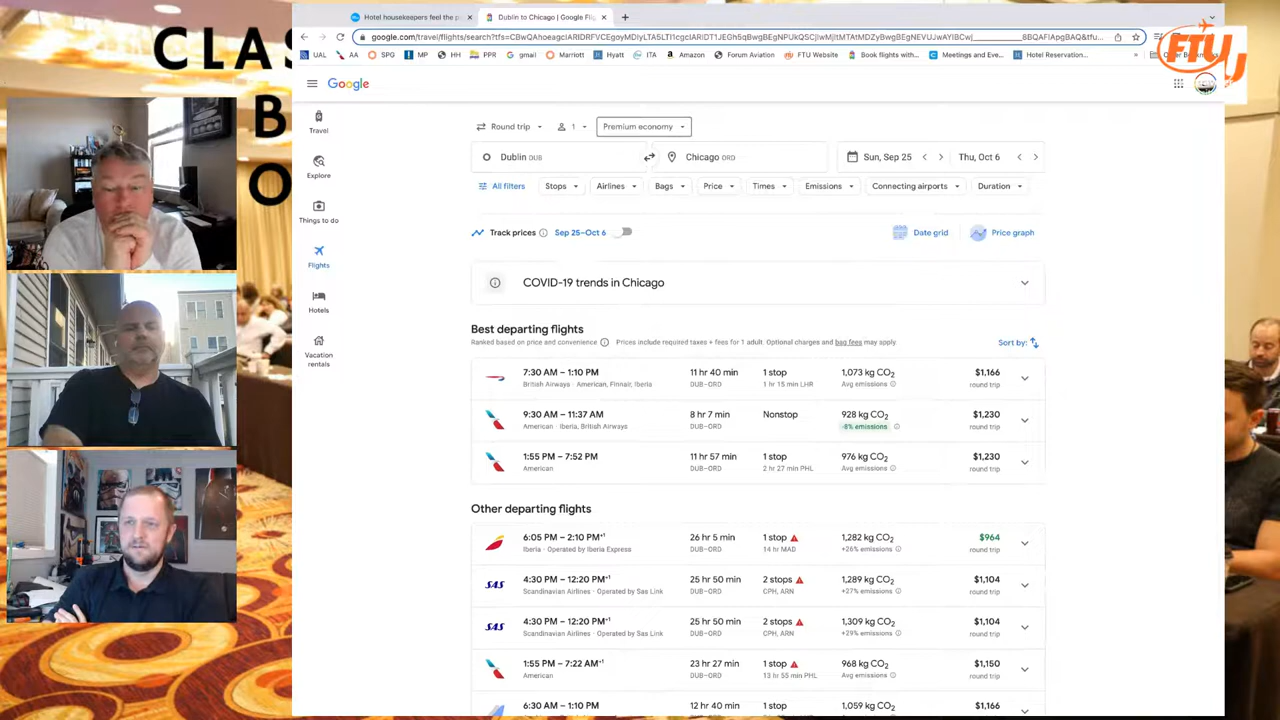 CLAS
B
O
FTU
U
Hotel housekeepers feel the p
Dublin to Chicago | Google Flig
UAL
AA
SPG
MP
HH
PPR
gmail
Marriott
Hyatt
ITA
Amazon
Forum Aviation
FTU Website
Book flights with...
Meetings and Eve...
Hotel Reservation...
Google
Travel
Explore
Things to do
Flights
Hotels
Vacation
rentals
Round trip 1 Premium economy
Dublin DUB Chicago ORD Sun, Sep 25 Thu, Oct 6
All filters Stops Airlines Bags Price Times Emissions Connecting airports Duration
Track prices Sep 25–Oct 6 Date grid Price graph
COVID-19 trends in Chicago
Best departing flights
Ranked based on price and convenience Prices include required taxes + fees for 1 adult. Optional charges and bag fees may apply. Sort by:
7:30 AM – 1:10 PM 11 hr 40 min 1 stop 1,073 kg CO2 $1,166
British Airways · American, Finnair, Iberia DUB–ORD 1 hr 15 min LHR Avg emissions round trip
9:30 AM – 11:37 AM 8 hr 7 min Nonstop 928 kg CO2 $1,230
American · Iberia, British Airways DUB–ORD -8% emissions round trip
1:55 PM – 7:52 PM 11 hr 57 min 1 stop 976 kg CO2 $1,230
American DUB–ORD 2 hr 27 min PHL Avg emissions round trip
Other departing flights
6:05 PM – 2:10 PM+1 26 hr 5 min 1 stop 1,282 kg CO2 $964
Iberia · Operated by Iberia Express DUB–ORD 14 hr MAD +26% emissions round trip
SAS 4:30 PM – 12:20 PM+1 25 hr 50 min 2 stops 1,289 kg CO2 $1,104
Scandinavian Airlines · Operated by Sas Link DUB–ORD CPH, ARN +27% emissions round trip
SAS 4:30 PM – 12:20 PM+1 25 hr 50 min 2 stops 1,309 kg CO2 $1,104
Scandinavian Airlines · Operated by Sas Link DUB–ORD CPH, ARN +29% emissions round trip
1:55 PM – 7:22 AM+1 23 hr 27 min 1 stop 968 kg CO2 $1,150
American DUB–ORD 13 hr 55 min PHL Avg emissions round trip
6:30 AM – 1:10 PM 12 hr 40 min 1 stop 1,059 kg CO2 $1,166